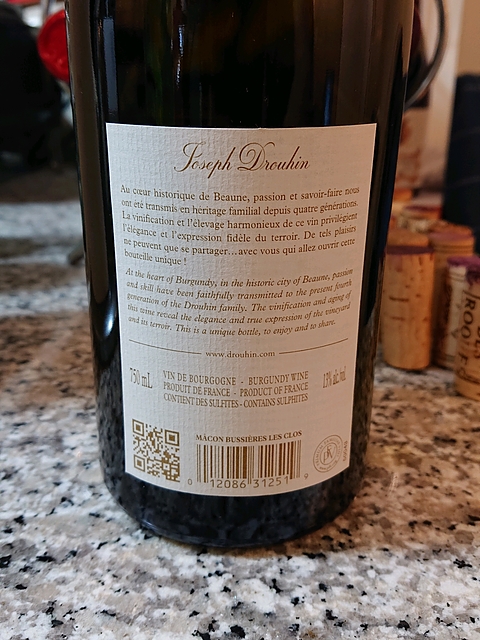 Joseph Drouhin
Au cœur historique de Beaune, passion et savoir-faire nous
ont été transmis en héritage familial depuis quatre générations.
La vinification et l'élevage harmonieux de ce vin privilégient
l'élégance et l'expression fidèle du terroir. De tels plaisirs
ne peuvent que se partager... avec vous qui allez ouvrir cette
bouteille unique !
At the heart of Burgundy, in the historic city of Beaune, passion
and skill have been faithfully transmitted to the present fourth
generation of the Drouhin family. The vinification and aging of
this wine reveal the elegance and true expression of the vineyard
and its terroir. This is a unique bottle, to enjoy and to share.
www.drouhin.com
750 mL
VIN DE BOURGOGNE - BURGUNDY WINE
PRODUIT DE FRANCE - PRODUCT OF FRANCE
CONTIENT DES SULFITES - CONTAINS SULPHITES
13% alc./vol.
MÂCON BUSSIÈRES LES CLOS
0 12086 31251 9